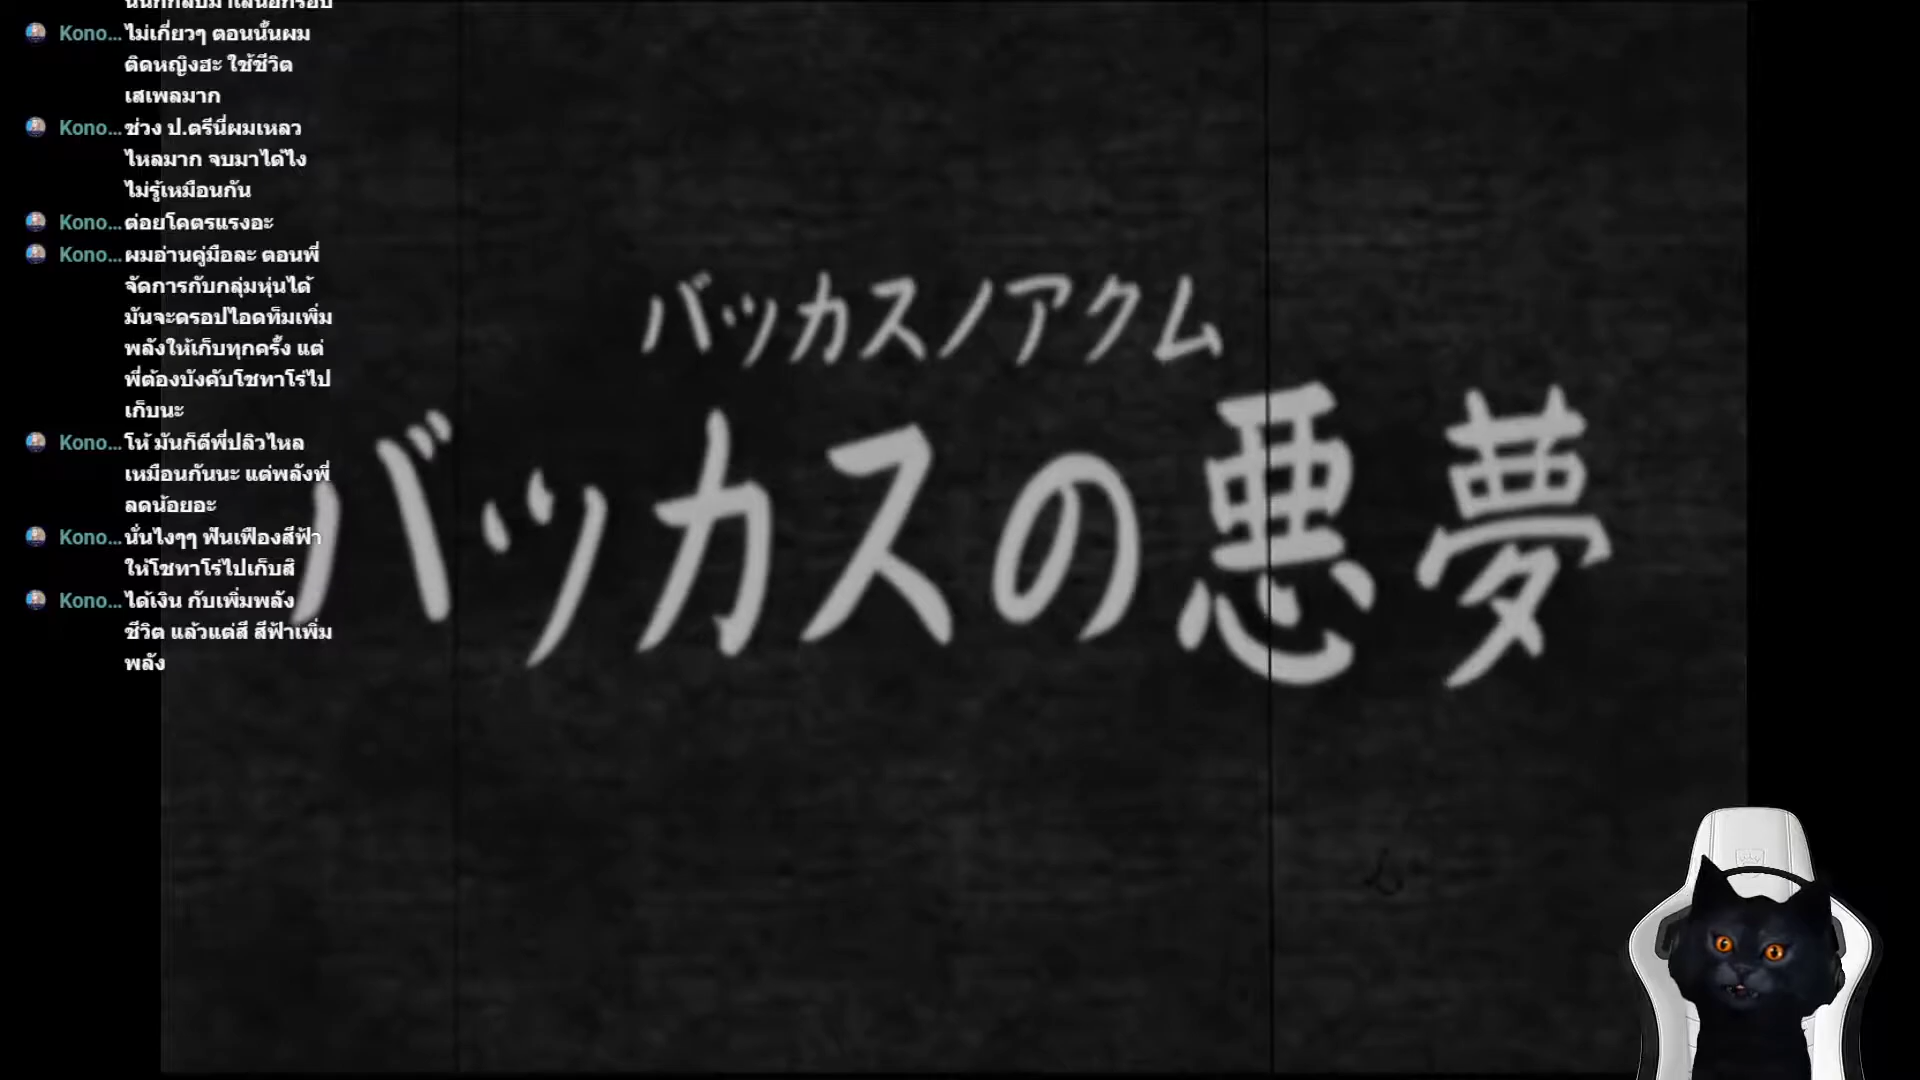 Kono… ไม่เกี่ยวๆ ตอนนั้นผม
ติดหญิงฮะ ใช้ชีวิต
เสเพลมาก
Kono… ช่วง ป.ตรีนี่ผมเหลว
ไหลมาก จบมาได้ไง
ไม่รู้เหมือนกัน
Kono… ต่อยโคตรแรงอะ
Kono… ผมอ่านคู่มือละ ตอนพี่
จัดการกับกลุ่มหุ่นได้
มันจะดรอปไอดท็มเพิ่ม
พลังให้เก็บทุกครั้ง แต่
พี่ต้องบังคับโชทาโร่ไป
เก็บนะ
Kono… โห้ มันก็ดีพี่ปลิวไหล
เหมือนกันนะ แต่พลังพี่
ลดน้อยอะ
Kono… นั่นไงๆๆ ฟันเฟืองสีฟ้า
ให้โชทาโร่ไปเก็บสิ
Kono… ได้เงิน กับเพิ่มพลัง
ชีวิต แล้วแต่สี สีฟ้าเพิ่ม
พลัง
バッカスノアクム
バッカスの悪夢